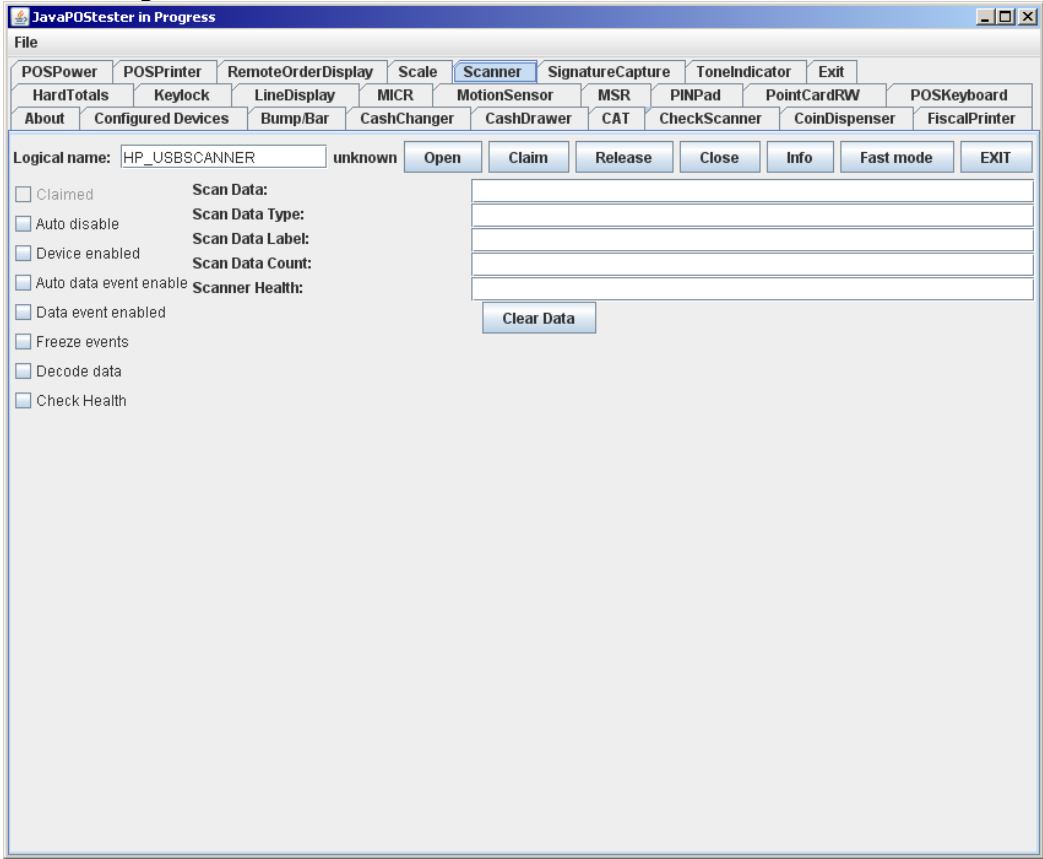 JavaPOStester in Progress
File
POSPower POSPrinter RemoteOrderDisplay Scale Scanner SignatureCapture ToneIndicator Exit
HardTotals Keylock LineDisplay MICR MotionSensor MSR PINPad PointCardRW POSKeyboard
About Configured Devices Bump/Bar CashChanger CashDrawer CAT CheckScanner CoinDispenser FiscalPrinter
Logical name: HP_USBSCANNER unknown Open Claim Release Close Info Fast mode EXIT
Claimed Scan Data:
Auto disable Scan Data Type:
Scan Data Label:
Device enabled Scan Data Count:
Auto data event enable Scanner Health:
Data event enabled Clear Data
Freeze events
Decode data
Check Health